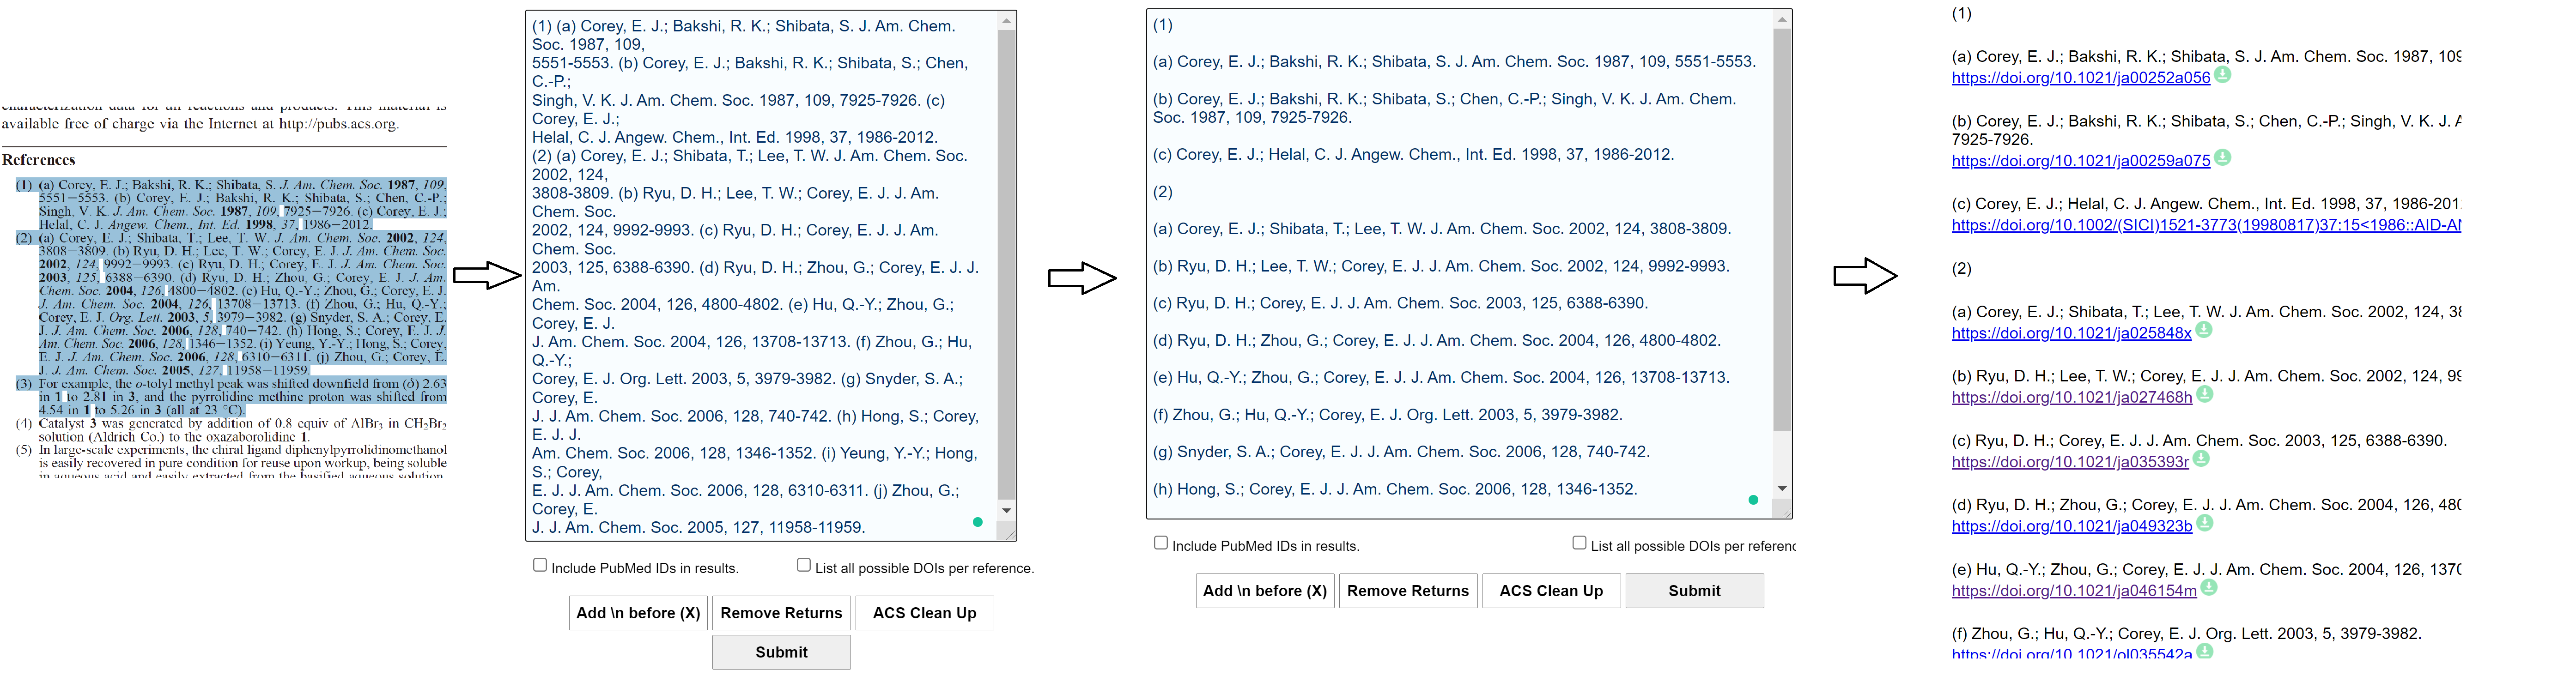 characterization data for all reactions and products. This material is
available free of charge via the Internet at http://pubs.acs.org.
References
(1) (a) Corey, E. J.; Bakshi, R. K.; Shibata, S. J. Am. Chem. Soc. 1987, 109,
5551−5553. (b) Corey, E. J.; Bakshi, R. K.; Shibata, S.; Chen, C.-P.;
Singh, V. K. J. Am. Chem. Soc. 1987, 109, 7925−7926. (c) Corey, E. J.;
Helal, C. J. Angew. Chem., Int. Ed. 1998, 37, 1986−2012.
(2) (a) Corey, E. J.; Shibata, T.; Lee, T. W. J. Am. Chem. Soc. 2002, 124,
3808−3809. (b) Ryu, D. H.; Lee, T. W.; Corey, E. J. J. Am. Chem. Soc.
2002, 124, 9992−9993. (c) Ryu, D. H.; Corey, E. J. J. Am. Chem. Soc.
2003, 125, 6388−6390. (d) Ryu, D. H.; Zhou, G.; Corey, E. J. J. Am.
Chem. Soc. 2004, 126, 4800−4802. (e) Hu, Q.-Y.; Zhou, G.; Corey, E. J.
J. Am. Chem. Soc. 2004, 126, 13708−13713. (f) Zhou, G.; Hu, Q.-Y.;
Corey, E. J. Org. Lett. 2003, 5, 3979−3982. (g) Snyder, S. A.; Corey, E.
J. J. Am. Chem. Soc. 2006, 128, 740−742. (h) Hong, S.; Corey, E. J. J.
Am. Chem. Soc. 2006, 128, 1346−1352. (i) Yeung, Y.-Y.; Hong, S.; Corey,
E. J. J. Am. Chem. Soc. 2006, 128, 6310−6311. (j) Zhou, G.; Corey, E.
J. J. Am. Chem. Soc. 2005, 127, 11958−11959.
(3) For example, the o-tolyl methyl peak was shifted downfield from (δ) 2.63
in 1 to 2.81 in 3, and the pyrrolidine methine proton was shifted from
4.54 in 1 to 5.26 in 3 (all at 23 °C).
(4) Catalyst 3 was generated by addition of 0.8 equiv of AlBr3 in CH2Br2
solution (Aldrich Co.) to the oxazaborolidine 1.
(5) In large-scale experiments, the chiral ligand diphenylpyrrolidinomethanol
is easily recovered in pure condition for reuse upon workup, being soluble
in aqueous acid and easily extracted from the basified aqueous solution.
(1) (a) Corey, E. J.; Bakshi, R. K.; Shibata, S. J. Am. Chem.
Soc. 1987, 109,
5551-5553. (b) Corey, E. J.; Bakshi, R. K.; Shibata, S.; Chen,
C.-P.;
Singh, V. K. J. Am. Chem. Soc. 1987, 109, 7925-7926. (c)
Corey, E. J.;
Helal, C. J. Angew. Chem., Int. Ed. 1998, 37, 1986-2012.
(2) (a) Corey, E. J.; Shibata, T.; Lee, T. W. J. Am. Chem. Soc.
2002, 124,
3808-3809. (b) Ryu, D. H.; Lee, T. W.; Corey, E. J. J. Am.
Chem. Soc.
2002, 124, 9992-9993. (c) Ryu, D. H.; Corey, E. J. J. Am.
Chem. Soc.
2003, 125, 6388-6390. (d) Ryu, D. H.; Zhou, G.; Corey, E. J. J.
Am.
Chem. Soc. 2004, 126, 4800-4802. (e) Hu, Q.-Y.; Zhou, G.;
Corey, E. J.
J. Am. Chem. Soc. 2004, 126, 13708-13713. (f) Zhou, G.; Hu,
Q.-Y.;
Corey, E. J. Org. Lett. 2003, 5, 3979-3982. (g) Snyder, S. A.;
Corey, E.
J. J. Am. Chem. Soc. 2006, 128, 740-742. (h) Hong, S.; Corey,
E. J. J.
Am. Chem. Soc. 2006, 128, 1346-1352. (i) Yeung, Y.-Y.; Hong,
S.; Corey,
E. J. J. Am. Chem. Soc. 2006, 128, 6310-6311. (j) Zhou, G.;
Corey, E.
J. J. Am. Chem. Soc. 2005, 127, 11958-11959.
Include PubMed IDs in results.
List all possible DOIs per reference.
Add \n before (X)
Remove Returns
ACS Clean Up
Submit
(1)
(a) Corey, E. J.; Bakshi, R. K.; Shibata, S. J. Am. Chem. Soc. 1987, 109, 5551-5553.
(b) Corey, E. J.; Bakshi, R. K.; Shibata, S.; Chen, C.-P.; Singh, V. K. J. Am. Chem.
Soc. 1987, 109, 7925-7926.
(c) Corey, E. J.; Helal, C. J. Angew. Chem., Int. Ed. 1998, 37, 1986-2012.
(2)
(a) Corey, E. J.; Shibata, T.; Lee, T. W. J. Am. Chem. Soc. 2002, 124, 3808-3809.
(b) Ryu, D. H.; Lee, T. W.; Corey, E. J. J. Am. Chem. Soc. 2002, 124, 9992-9993.
(c) Ryu, D. H.; Corey, E. J. J. Am. Chem. Soc. 2003, 125, 6388-6390.
(d) Ryu, D. H.; Zhou, G.; Corey, E. J. J. Am. Chem. Soc. 2004, 126, 4800-4802.
(e) Hu, Q.-Y.; Zhou, G.; Corey, E. J. J. Am. Chem. Soc. 2004, 126, 13708-13713.
(f) Zhou, G.; Hu, Q.-Y.; Corey, E. J. Org. Lett. 2003, 5, 3979-3982.
(g) Snyder, S. A.; Corey, E. J. J. Am. Chem. Soc. 2006, 128, 740-742.
(h) Hong, S.; Corey, E. J. J. Am. Chem. Soc. 2006, 128, 1346-1352.
Include PubMed IDs in results.
List all possible DOIs per referenc
Add \n before (X)
Remove Returns
ACS Clean Up
Submit
(1)
(a) Corey, E. J.; Bakshi, R. K.; Shibata, S. J. Am. Chem. Soc. 1987, 109
https://doi.org/10.1021/ja00252a056
(b) Corey, E. J.; Bakshi, R. K.; Shibata, S.; Chen, C.-P.; Singh, V. K. J. A
7925-7926.
https://doi.org/10.1021/ja00259a075
(c) Corey, E. J.; Helal, C. J. Angew. Chem., Int. Ed. 1998, 37, 1986-201
https://doi.org/10.1002/(SICI)1521-3773(19980817)37:15<1986::AID-AN
(2)
(a) Corey, E. J.; Shibata, T.; Lee, T. W. J. Am. Chem. Soc. 2002, 124, 38
https://doi.org/10.1021/ja025848x
(b) Ryu, D. H.; Lee, T. W.; Corey, E. J. J. Am. Chem. Soc. 2002, 124, 99
https://doi.org/10.1021/ja027468h
(c) Ryu, D. H.; Corey, E. J. J. Am. Chem. Soc. 2003, 125, 6388-6390.
https://doi.org/10.1021/ja035393r
(d) Ryu, D. H.; Zhou, G.; Corey, E. J. J. Am. Chem. Soc. 2004, 126, 480
https://doi.org/10.1021/ja049323b
(e) Hu, Q.-Y.; Zhou, G.; Corey, E. J. J. Am. Chem. Soc. 2004, 126, 1370
https://doi.org/10.1021/ja046154m
(f) Zhou, G.; Hu, Q.-Y.; Corey, E. J. Org. Lett. 2003, 5, 3979-3982.
https://doi.org/10.1021/ol035542a